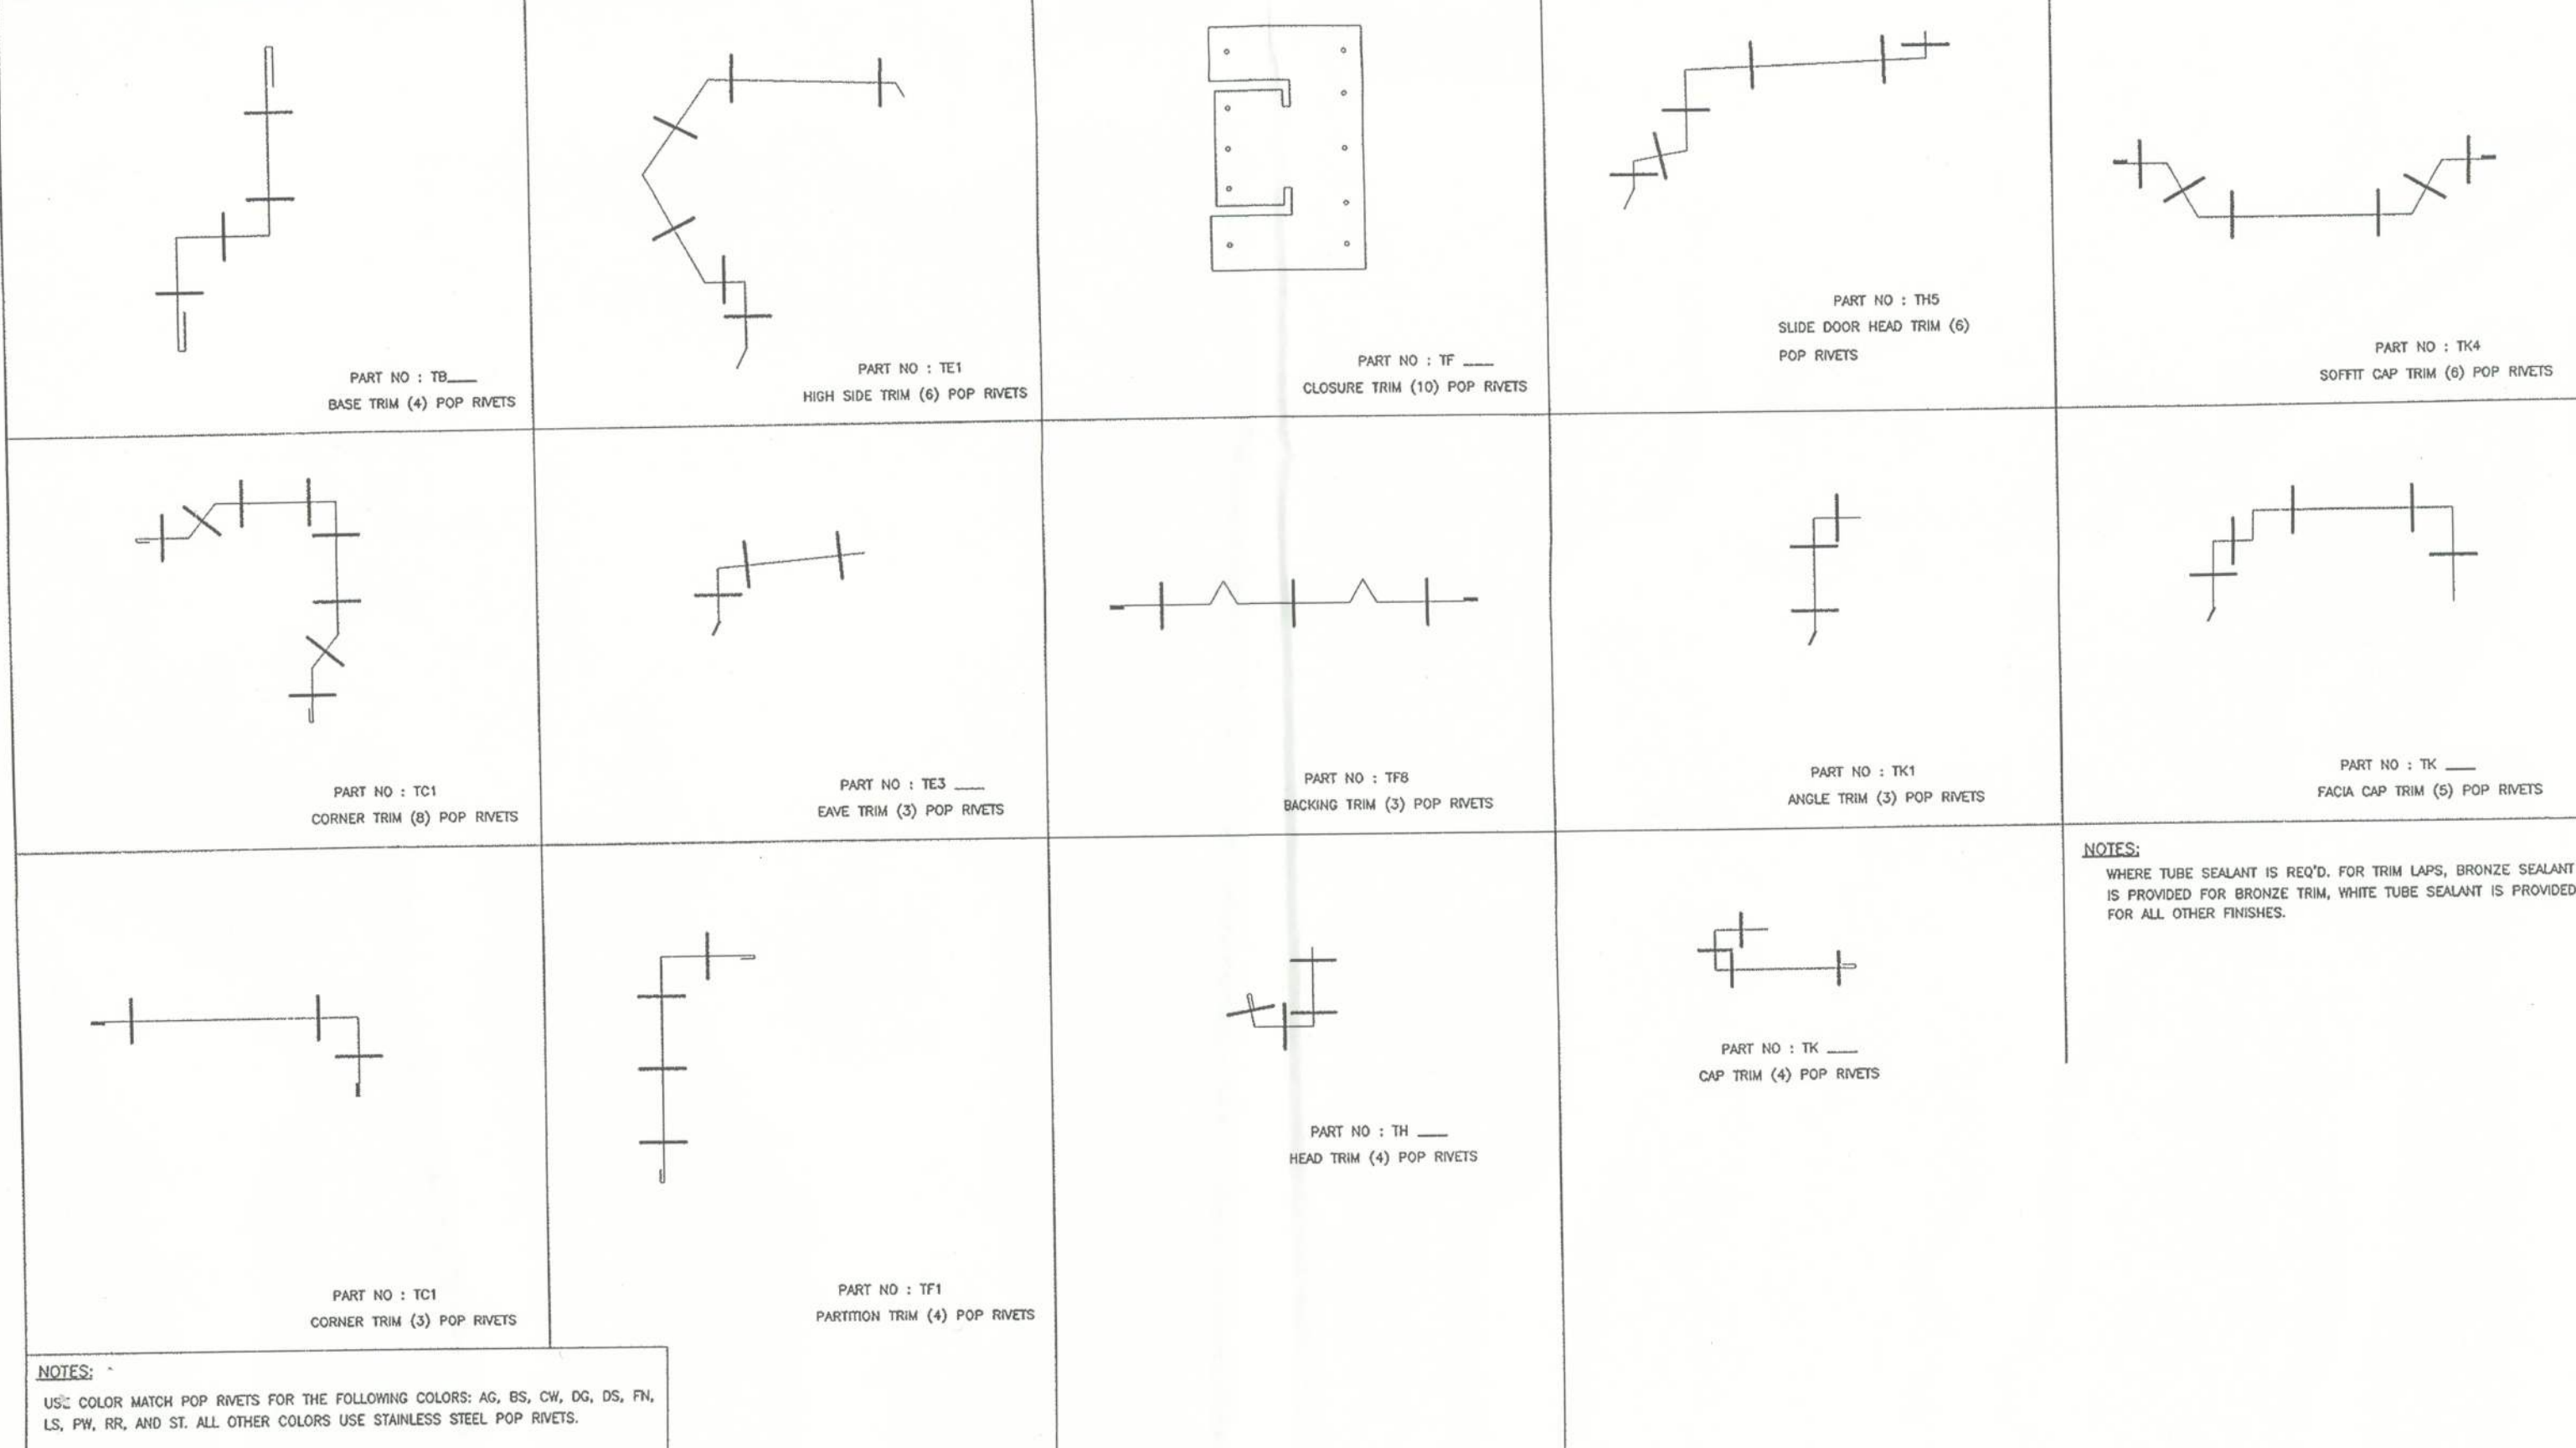 PART NO : TB___
BASE TRIM (4) POP RIVETS
PART NO : TE1
HIGH SIDE TRIM (6) POP RIVETS
PART NO : TF ___
CLOSURE TRIM (10) POP RIVETS
PART NO : TH5
SLIDE DOOR HEAD TRIM (6)
POP RIVETS
PART NO : TK4
SOFFIT CAP TRIM (6) POP RIVETS
PART NO : TC1
CORNER TRIM (8) POP RIVETS
PART NO : TE3 ___
EAVE TRIM (3) POP RIVETS
PART NO : TF8
BACKING TRIM (3) POP RIVETS
PART NO : TK1
ANGLE TRIM (3) POP RIVETS
PART NO : TK ___
FACIA CAP TRIM (5) POP RIVETS
PART NO : TC1
CORNER TRIM (3) POP RIVETS
PART NO : TF1
PARTITION TRIM (4) POP RIVETS
PART NO : TH ___
HEAD TRIM (4) POP RIVETS
PART NO : TK ___
CAP TRIM (4) POP RIVETS
NOTES:
WHERE TUBE SEALANT IS REQ'D. FOR TRIM LAPS, BRONZE SEALANT
IS PROVIDED FOR BRONZE TRIM, WHITE TUBE SEALANT IS PROVIDED
FOR ALL OTHER FINISHES.
NOTES:
USE COLOR MATCH POP RIVETS FOR THE FOLLOWING COLORS: AG, BS, CW, DG, DS, FN,
LS, PW, RR, AND ST. ALL OTHER COLORS USE STAINLESS STEEL POP RIVETS.